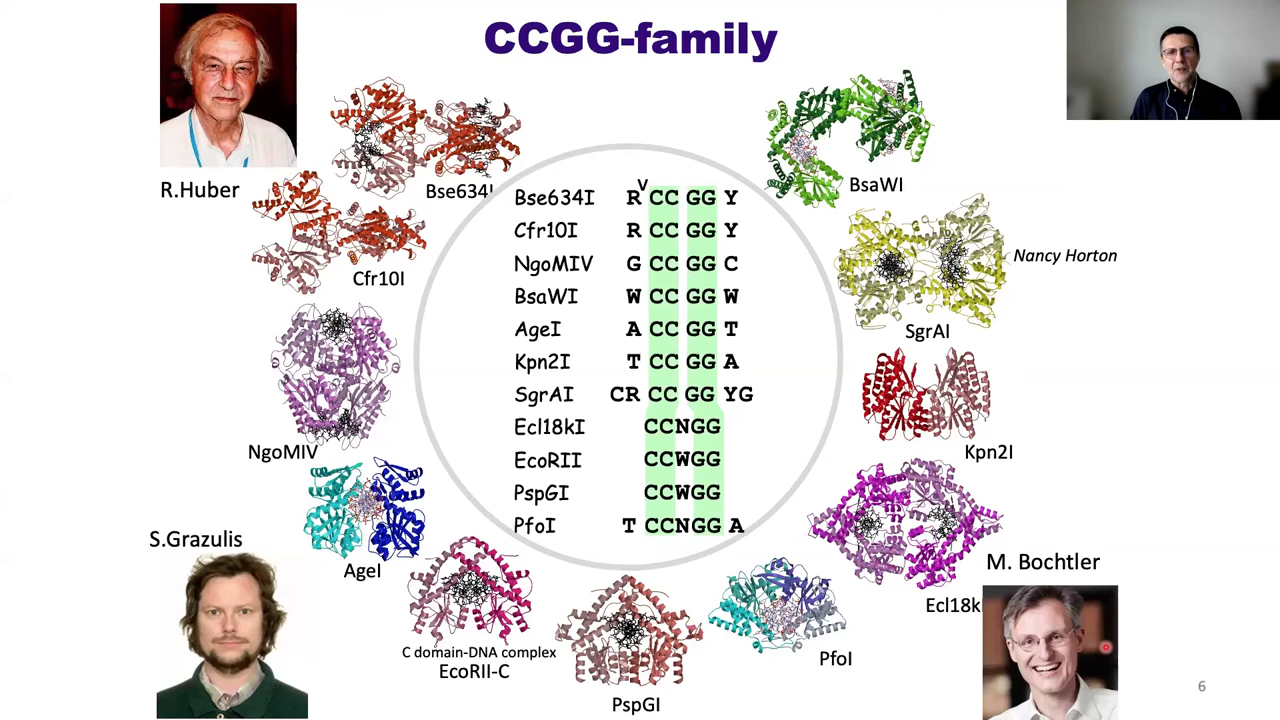 CCGG-family
R.Huber
Bse634I
BsaWI
Cfr10I
Nancy Horton
SgrAI
NgoMIV
Kpn2I
S.Grazulis
AgeI
M. Bochtler
Ecl18k
C domain-DNA complex
EcoRII-C
PfoI
PspGI
V
Bse634I R CC GG Y
Cfr10I R CC GG Y
NgoMIV G CC GG C
BsaWI W CC GG W
AgeI A CC GG T
Kpn2I T CC GG A
SgrAI CR CC GG YG
Ecl18kI CCNGG
EcoRII CCWGG
PspGI CCWGG
PfoI T CCNGG A
6